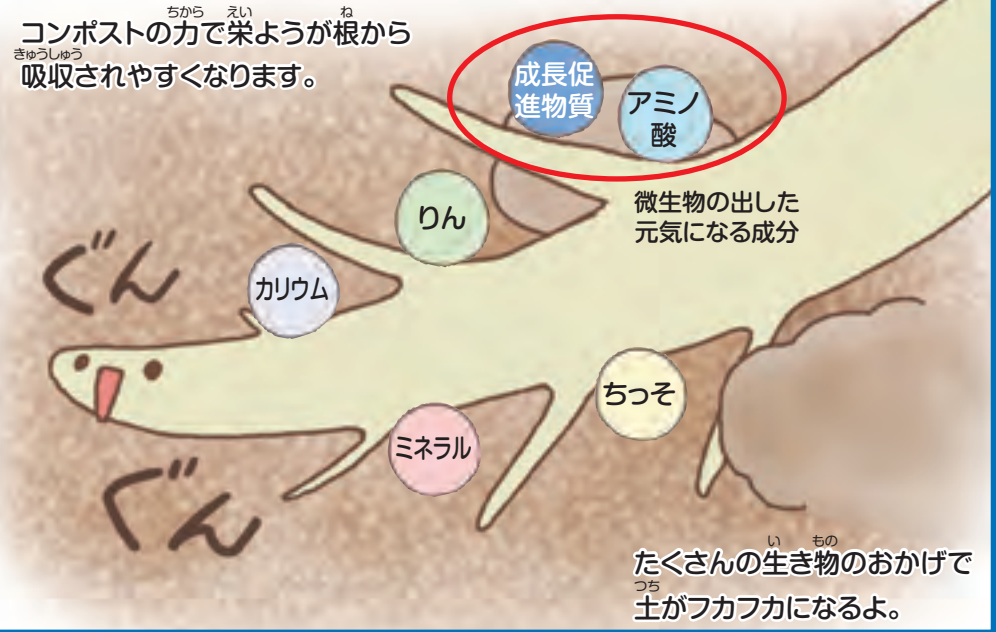 コンポストの力で栄ようが根から
吸収されやすくなります。
成長促
進物質
アミノ
酸
微生物の出した
元気になる成分
りん
カリウム
ぐん
ちっそ
ミネラル
ぐん
たくさんの生き物のおかげで
土がフカフカになるよ。